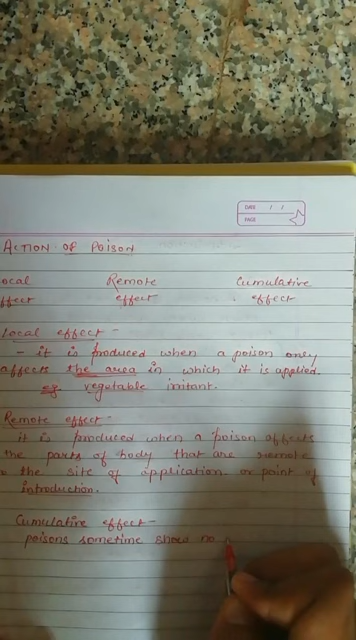 DATE / /
PAGE
ACTION OF POISON
ocal Remote Cumulative
ffect effect effect
Local effect -
- it is produced when a poison only
affects the area in which it is applied.
eg vegetable irritant.
Remote effect -
it is produced when a poison affects
the parts of body that are remote
the site of application or point of
introduction.
Cumulative effect -
poisons sometime show no